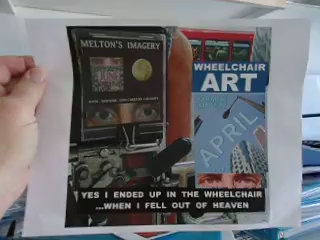 MELTON'S IMAGERY
WHEELCHAIR
ART
APRIL
YES I ENDED UP IN THE WHEELCHAIR
...WHEN I FELL OUT OF HEAVEN